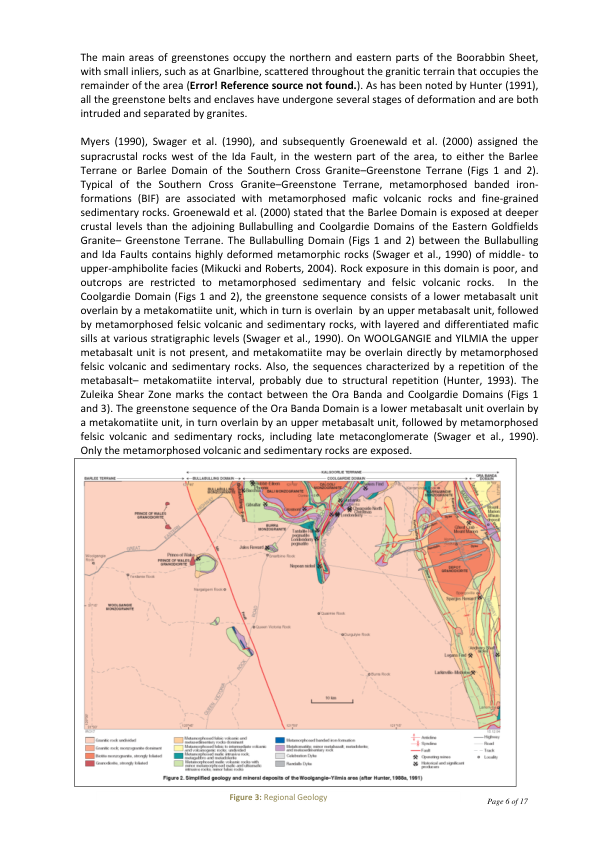 The main areas of greenstones occupy the northern and eastern parts of the Boorabbin Sheet,
with small inliers, such as at Gnarlbine, scattered throughout the granitic terrain that occupies the
remainder of the area (Error! Reference source not found.). As has been noted by Hunter (1991),
all the greenstone belts and enclaves have undergone several stages of deformation and are both
intruded and separated by granites.
Myers (1990), Swager et al. (1990), and subsequently Groenewald et al. (2000) assigned the
supracrustal rocks west of the Ida Fault, in the western part of the area, to either the Barlee
Terrane or Barlee Domain of the Southern Cross Granite–Greenstone Terrane (Figs 1 and 2).
Typical of the Southern Cross Granite–Greenstone Terrane, metamorphosed banded iron-
formations (BIF) are associated with metamorphosed mafic volcanic rocks and fine-grained
sedimentary rocks. Groenewald et al. (2000) stated that the Barlee Domain is exposed at deeper
crustal levels than the adjoining Bullabulling and Coolgardie Domains of the Eastern Goldfields
Granite– Greenstone Terrane. The Bullabulling Domain (Figs 1 and 2) between the Bullabulling
and Ida Faults contains highly deformed metamorphic rocks (Swager et al., 1990) of middle- to
upper-amphibolite facies (Mikucki and Roberts, 2004). Rock exposure in this domain is poor, and
outcrops are restricted to metamorphosed sedimentary and felsic volcanic rocks. In the
Coolgardie Domain (Figs 1 and 2), the greenstone sequence consists of a lower metabasalt unit
overlain by a metakomatiite unit, which in turn is overlain by an upper metabasalt unit, followed
by metamorphosed felsic volcanic and sedimentary rocks, with layered and differentiated mafic
sills at various stratigraphic levels (Swager et al., 1990). On WOOLGANGIE and YILMIA the upper
metabasalt unit is not present, and metakomatiite may be overlain directly by metamorphosed
felsic volcanic and sedimentary rocks. Also, the sequences characterized by a repetition of the
metabasalt– metakomatiite interval, probably due to structural repetition (Hunter, 1993). The
Zuleika Shear Zone marks the contact between the Ora Banda and Coolgardie Domains (Figs 1
and 3). The greenstone sequence of the Ora Banda Domain is a lower metabasalt unit overlain by
a metakomatiite unit, in turn overlain by an upper metabasalt unit, followed by metamorphosed
felsic volcanic and sedimentary rocks, including late metaconglomerate (Swager et al., 1990).
Only the metamorphosed volcanic and sedimentary rocks are exposed.
KALGOORLIE TERRANE
BARLEE TERRANE
BULLABULLING DOMAIN
COOLGARDIE DOMAIN
ORA BANDA
DOMAIN
PRINCE OF WALES
GRANODIORITE
Prince of Wales
PRINCE OF WALES
GRANODIORITE
WOOLGANGIE
MONZOGRANITE
10 km
Granitic rock undivided
Anticline
Syncline
Fault
Operating mines
Highway
Road
Track
Locality
Figure 2. Simplified geology and mineral deposits of the Woolgangie–Yilmia area (after Hunter, 1988a, 1991)
Figure 3: Regional Geology
Page 6 of 17